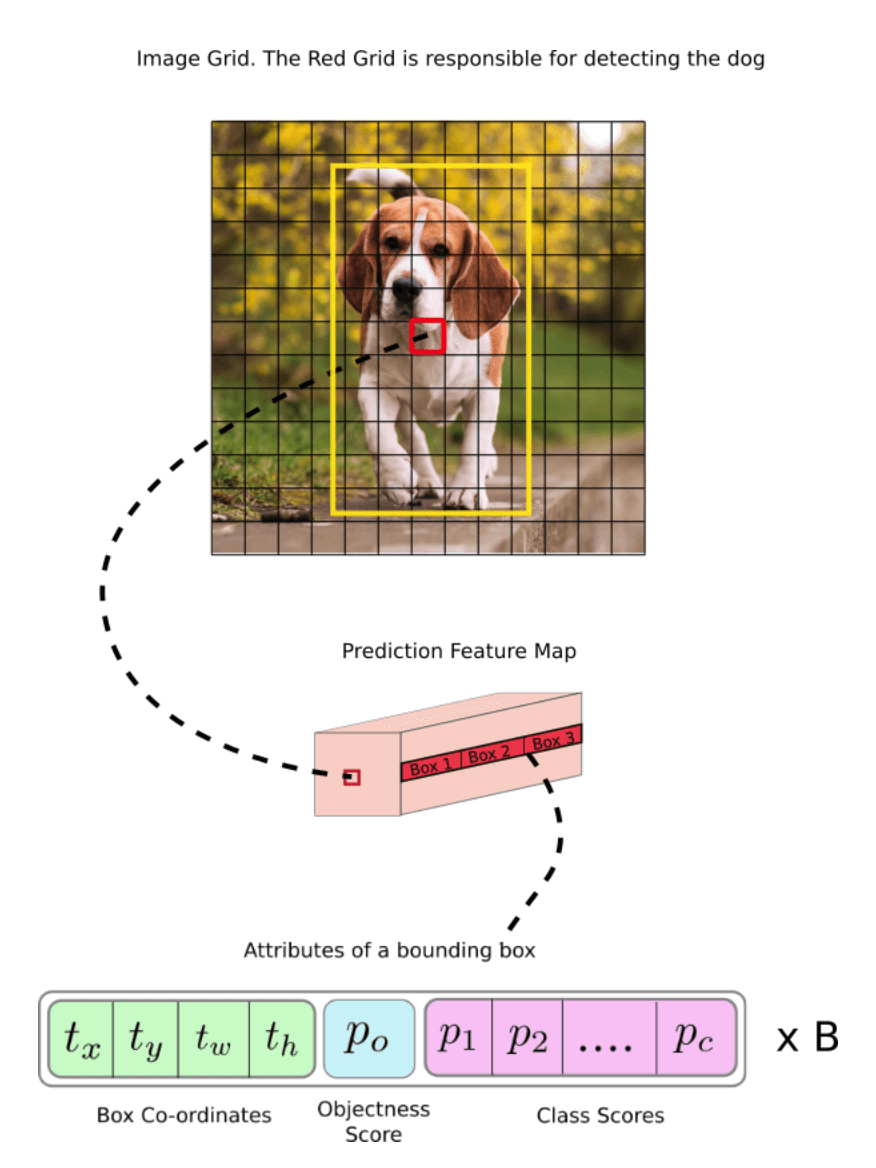 Image Grid. The Red Grid is responsible for detecting the dog
Prediction Feature Map
Box 1 Box 2 Box 3
Attributes of a bounding box
t_x t_y t_w t_h p_o p_1 p_2 .... p_c x B
Box Co-ordinates Objectness Class Scores
Score